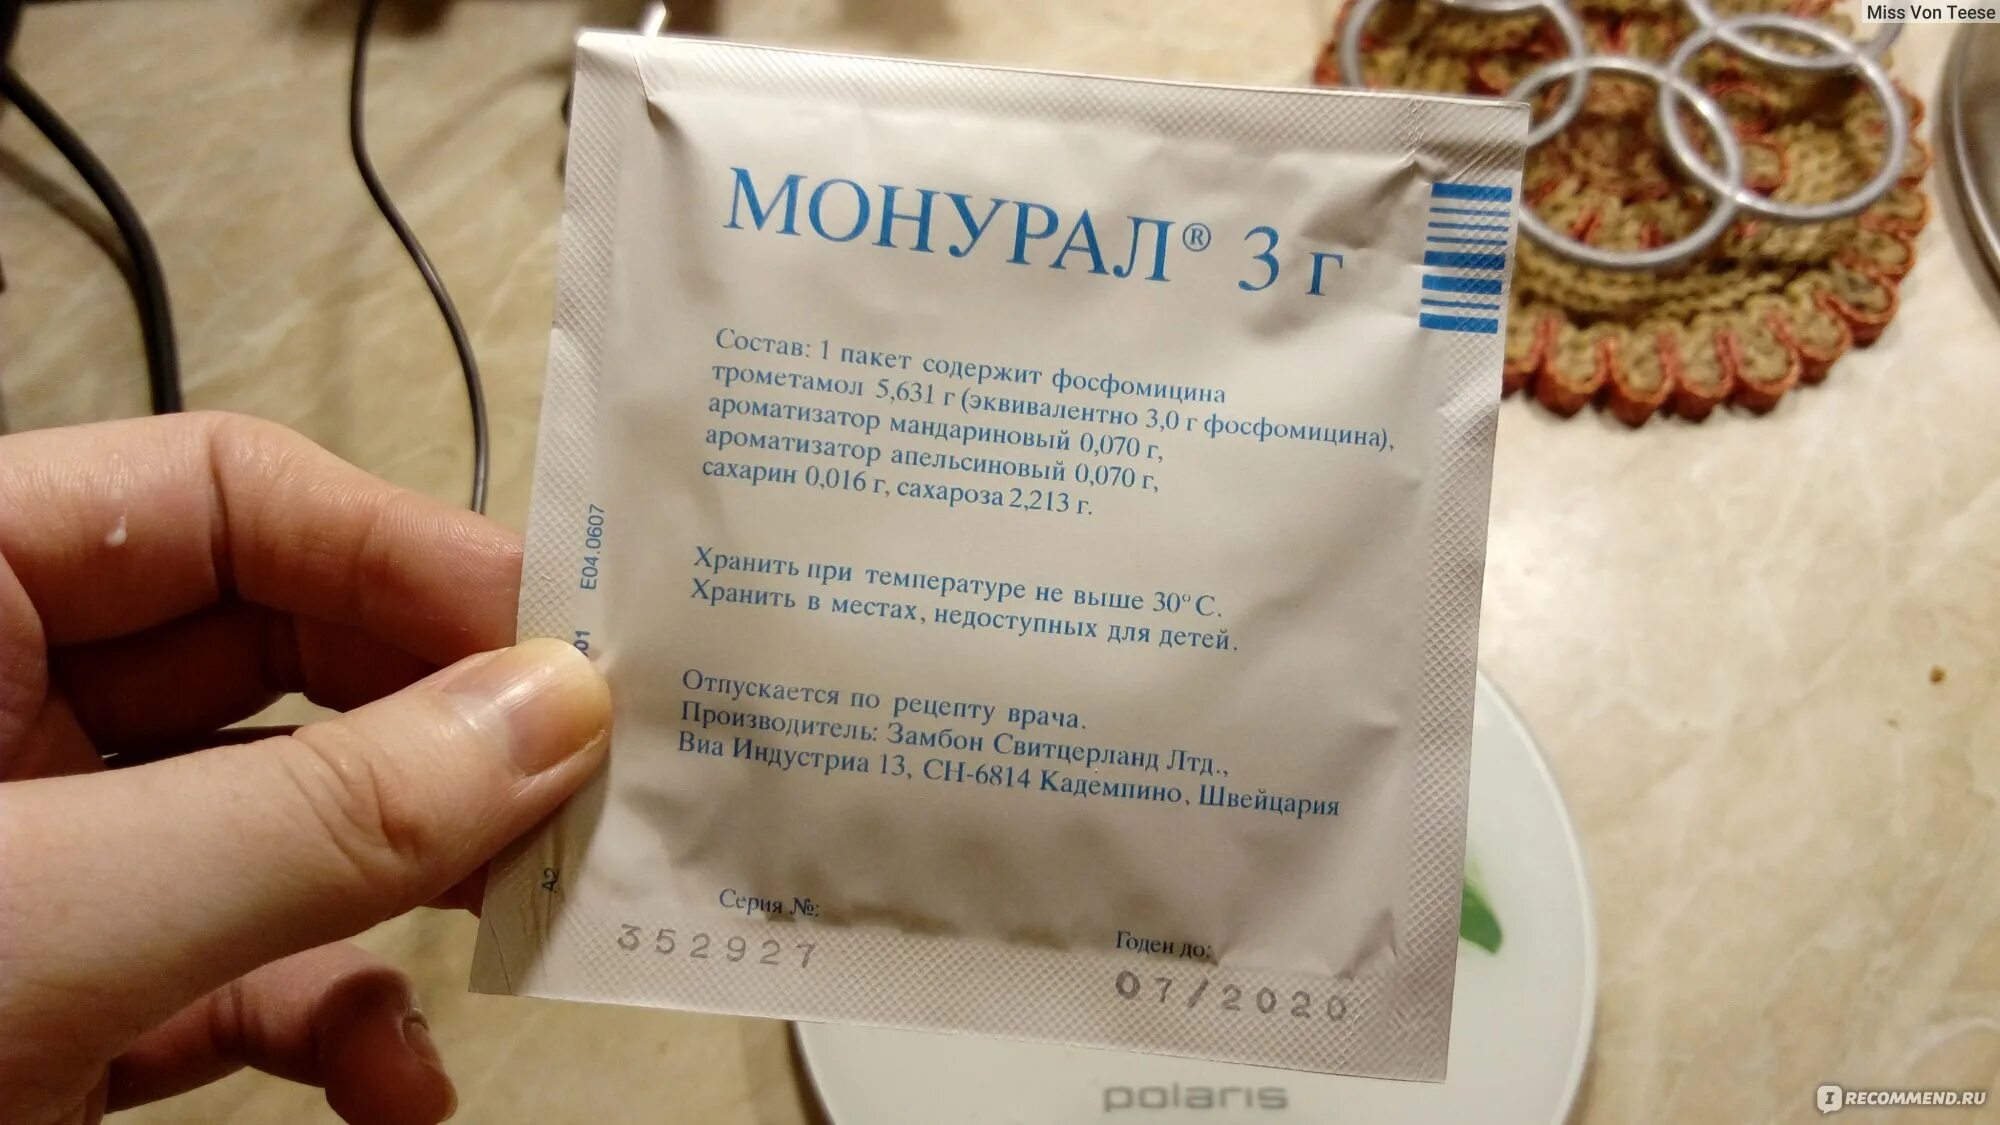 Miss Von Teese
МОНУРАЛ® 3 г
Состав: 1 пакет содержит фосфомицина
трометамол 5,631 г (эквивалентно 3,0 г фосфомицина),
ароматизатор мандариновый 0,070 г,
ароматизатор апельсиновый 0,070 г,
сахарин 0,016 г, сахароза 2,213 г.
Хранить при температуре не выше 30° С.
Хранить в местах, недоступных для детей.
Отпускается по рецепту врача.
Производитель: Замбон Свитцерланд Лтд.,
Виа Индустриа 13, CH-6814 Кадемпино, Швейцария
E04.0607
01
A2
Серия №:
352927
Годен до:
07/2020
polaris
IRECOMMEND.RU